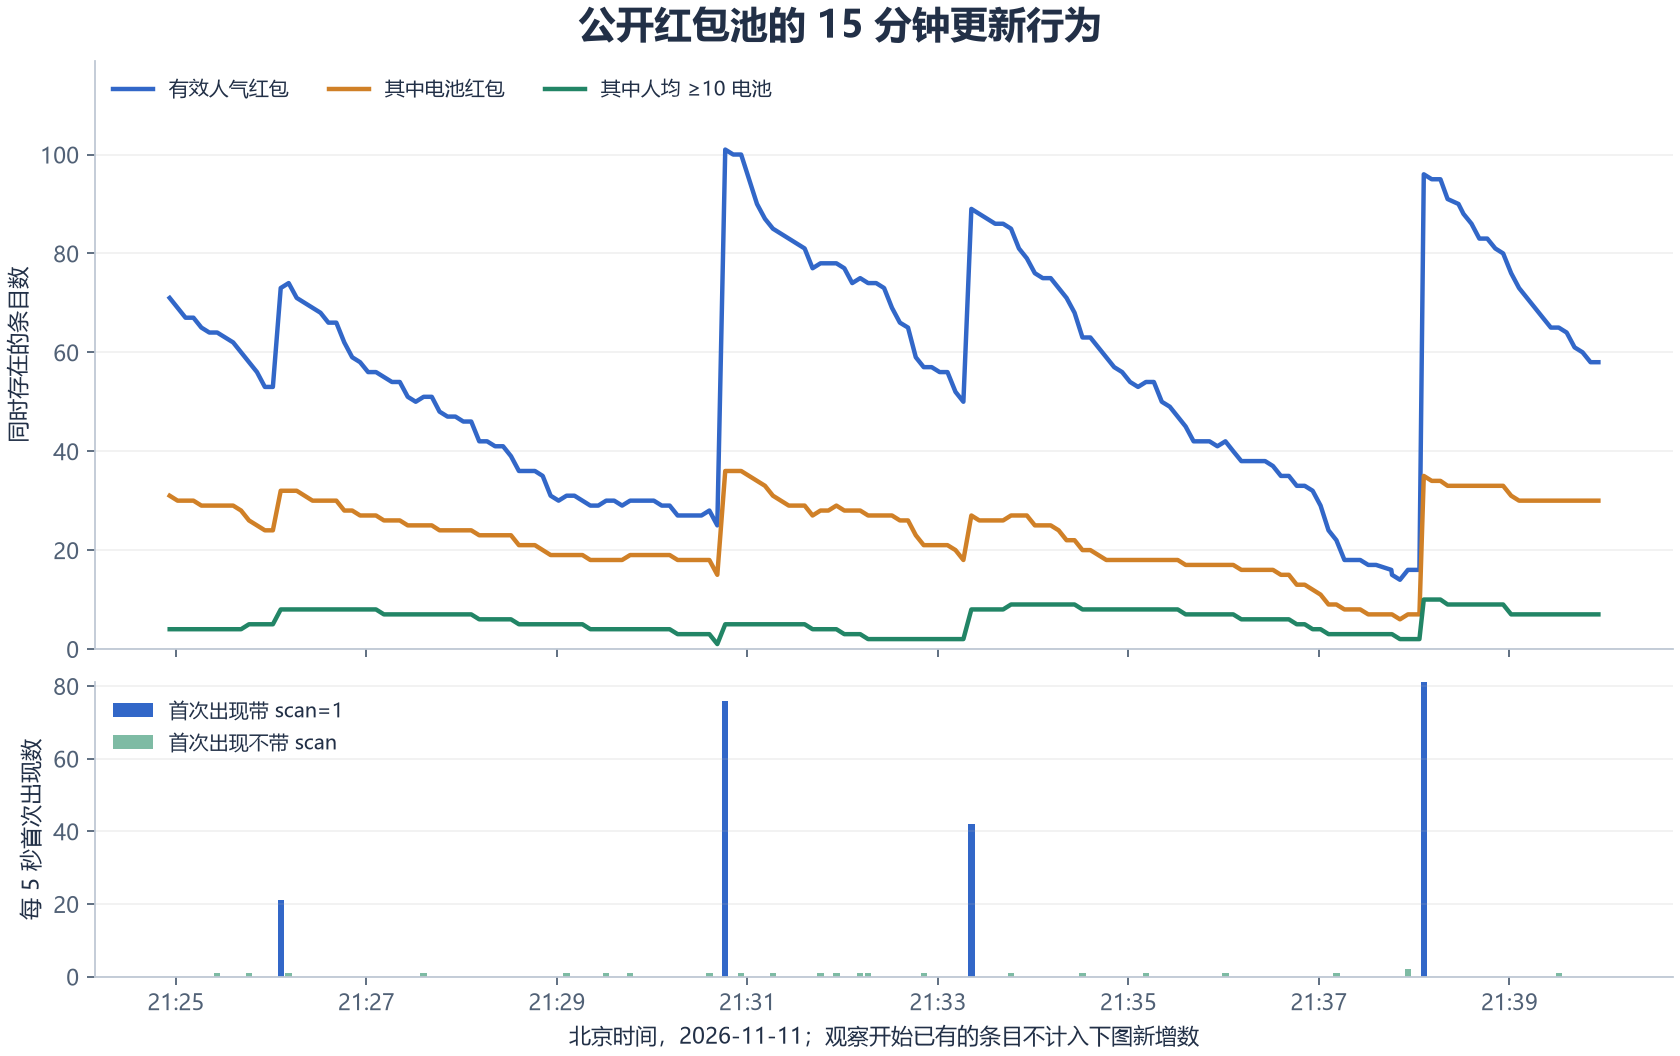 公开红包池的 15 分钟更新行为
有效人气红包
其中电池红包
其中人均 ≥10 电池
同时存在的条目数
100
80
60
40
20
0
首次出现带 scan=1
首次出现不带 scan
每 5 秒首次出现数
80
60
40
20
0
21:25 21:27 21:29 21:31 21:33 21:35 21:37 21:39
北京时间，2026-11-11；观察开始已有的条目不计入下图新增数